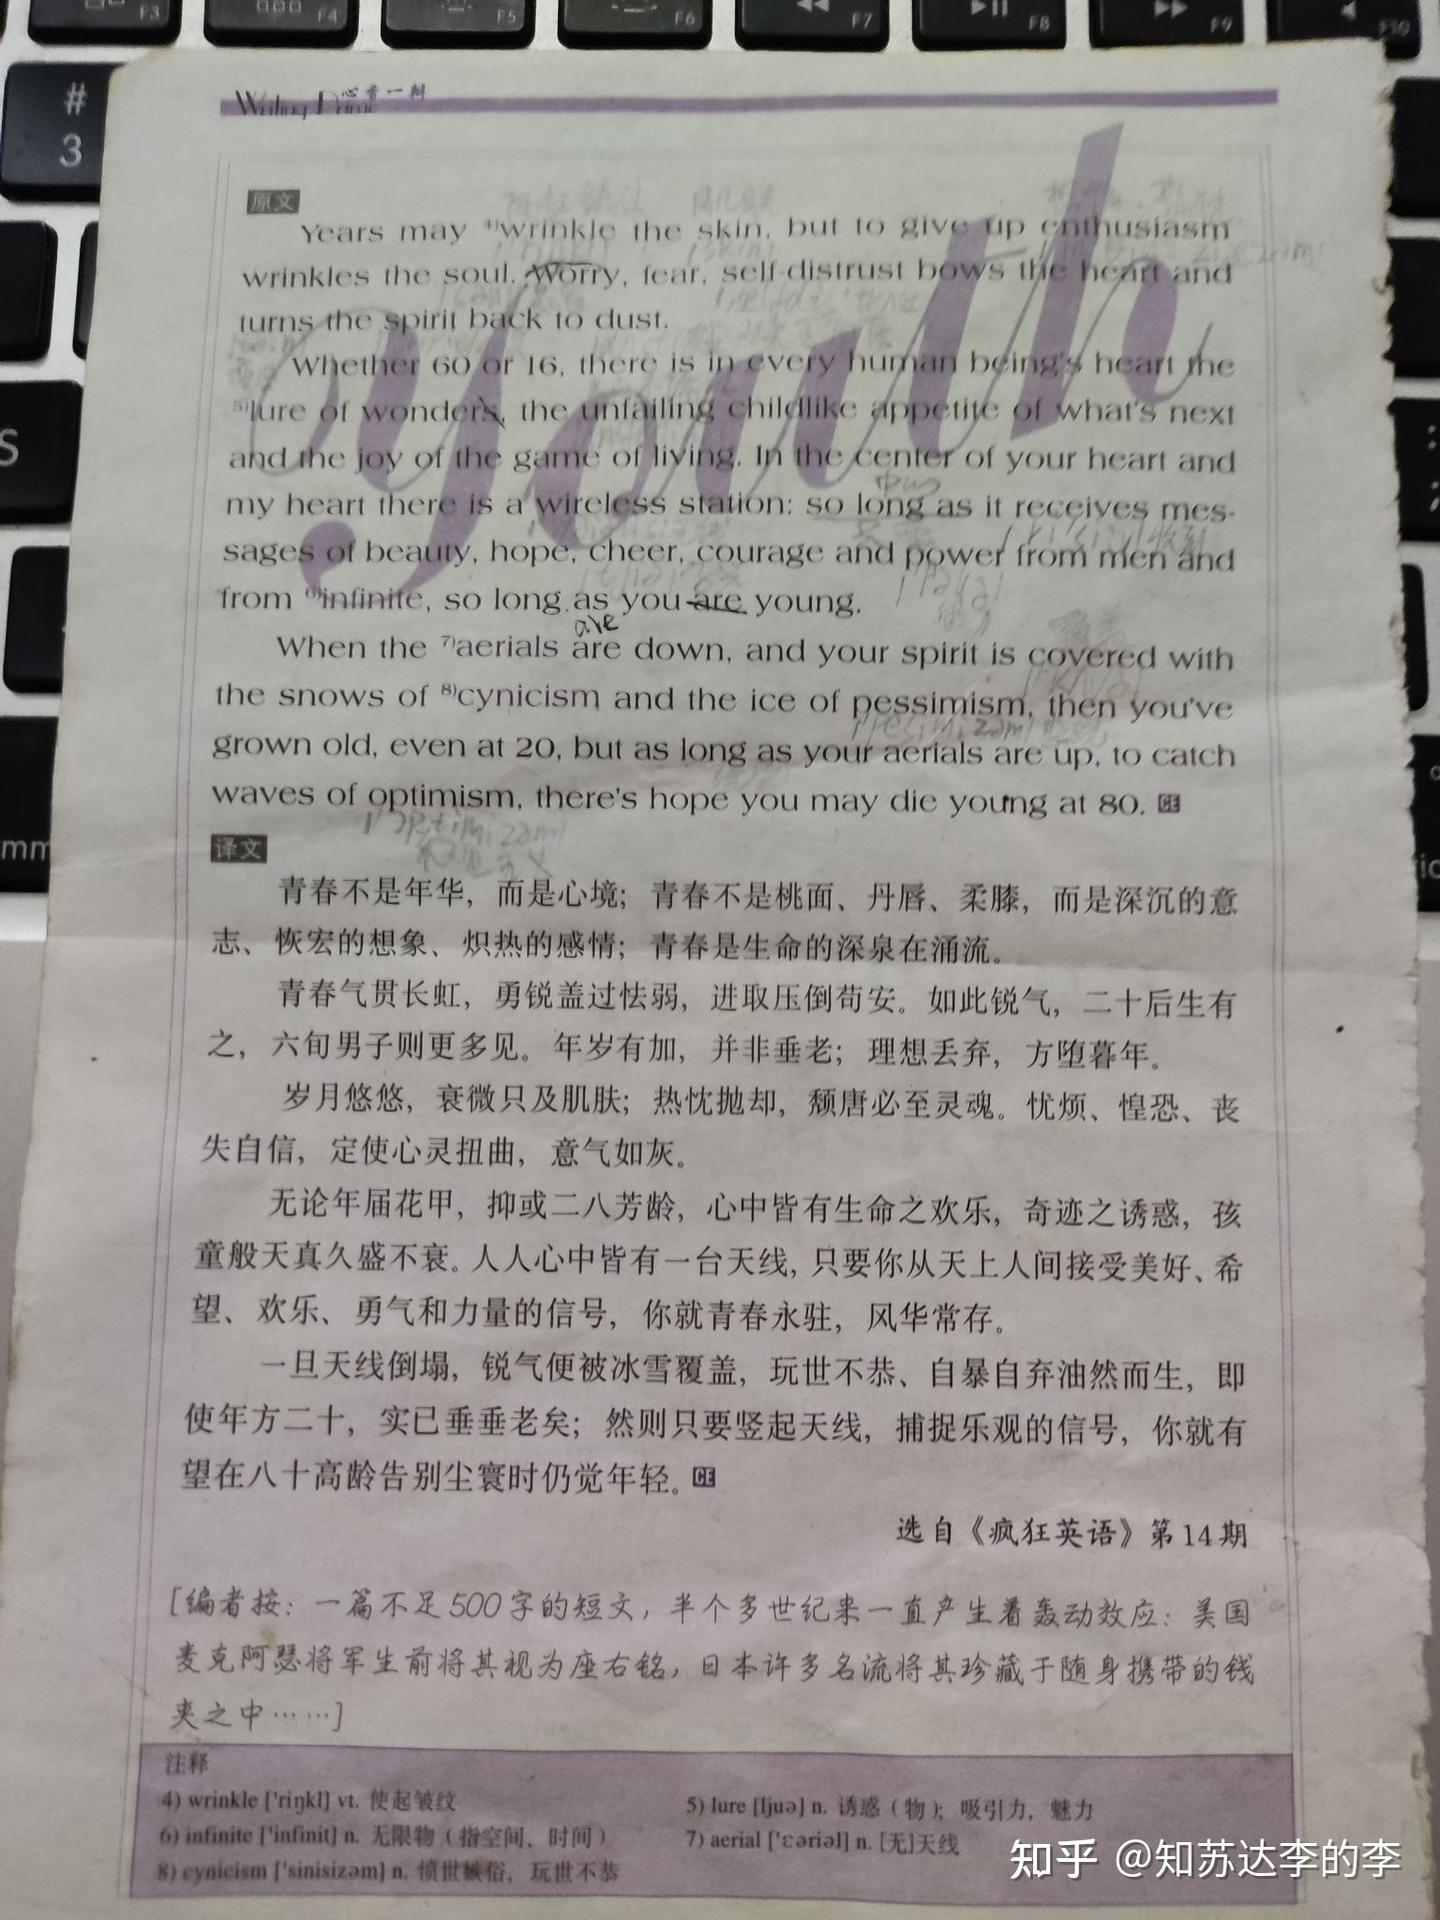 F3 F4 F5 F6 F7 F8 F9 F10
#
3
S
心香一瓣
Youth
原文
Years may 4)wrinkle the skin, but to give up enthusiasm
wrinkles the soul. Worry, fear, self-distrust bows the heart and
turns the spirit back to dust.
Whether 60 or 16, there is in every human being's heart the
5)lure of wonders, the unfailing childlike appetite of what's next
and the joy of the game of living. In the center of your heart and
my heart there is a wireless station: so long as it receives mes-
sages of beauty, hope, cheer, courage and power from men and
from 6)infinite, so long as you are young.
are
When the 7)aerials are down, and your spirit is covered with
the snows of 8)cynicism and the ice of pessimism, then you've
grown old, even at 20, but as long as your aerials are up, to catch
waves of optimism, there's hope you may die young at 80. CE
译文
青春不是年华，而是心境；青春不是桃面、丹唇、柔膝，而是深沉的意
志、恢宏的想象、炽热的感情；青春是生命的深泉在涌流。
青春气贯长虹，勇锐盖过怯弱，进取压倒苟安。如此锐气，二十后生有
之，六旬男子则更多见。年岁有加，并非垂老；理想丢弃，方堕暮年。
岁月悠悠，衰微只及肌肤；热忱抛却，颓唐必至灵魂。忧烦、惶恐、丧
失自信，定使心灵扭曲，意气如灰。
无论年届花甲，抑或二八芳龄，心中皆有生命之欢乐，奇迹之诱惑，孩
童般天真久盛不衰。人人心中皆有一台天线，只要你从天上人间接受美好、希
望、欢乐、勇气和力量的信号，你就青春永驻，风华常存。
一旦天线倒塌，锐气便被冰雪覆盖，玩世不恭、自暴自弃油然而生，即
使年方二十，实已垂垂老矣；然则只要竖起天线，捕捉乐观的信号，你就有
望在八十高龄告别尘寰时仍觉年轻。CE
选自《疯狂英语》第14期
[编者按：一篇不足500字的短文，半个多世纪来一直产生着轰动效应：美国
麦克阿瑟将军生前将其视为座右铭，日本许多名流将其珍藏于随身携带的钱
夹之中……]
注释
4) wrinkle ['riŋkl] vt. 使起皱纹
5) lure [ljuə] n. 诱惑（物）；吸引力，魅力
6) infinite ['infinit] n. 无限物（指空间、时间）
7) aerial ['ɛəriəl] n. [无]天线
8) cynicism ['sinisizəm] n. 愤世嫉俗，玩世不恭
知乎 @知苏达李的李